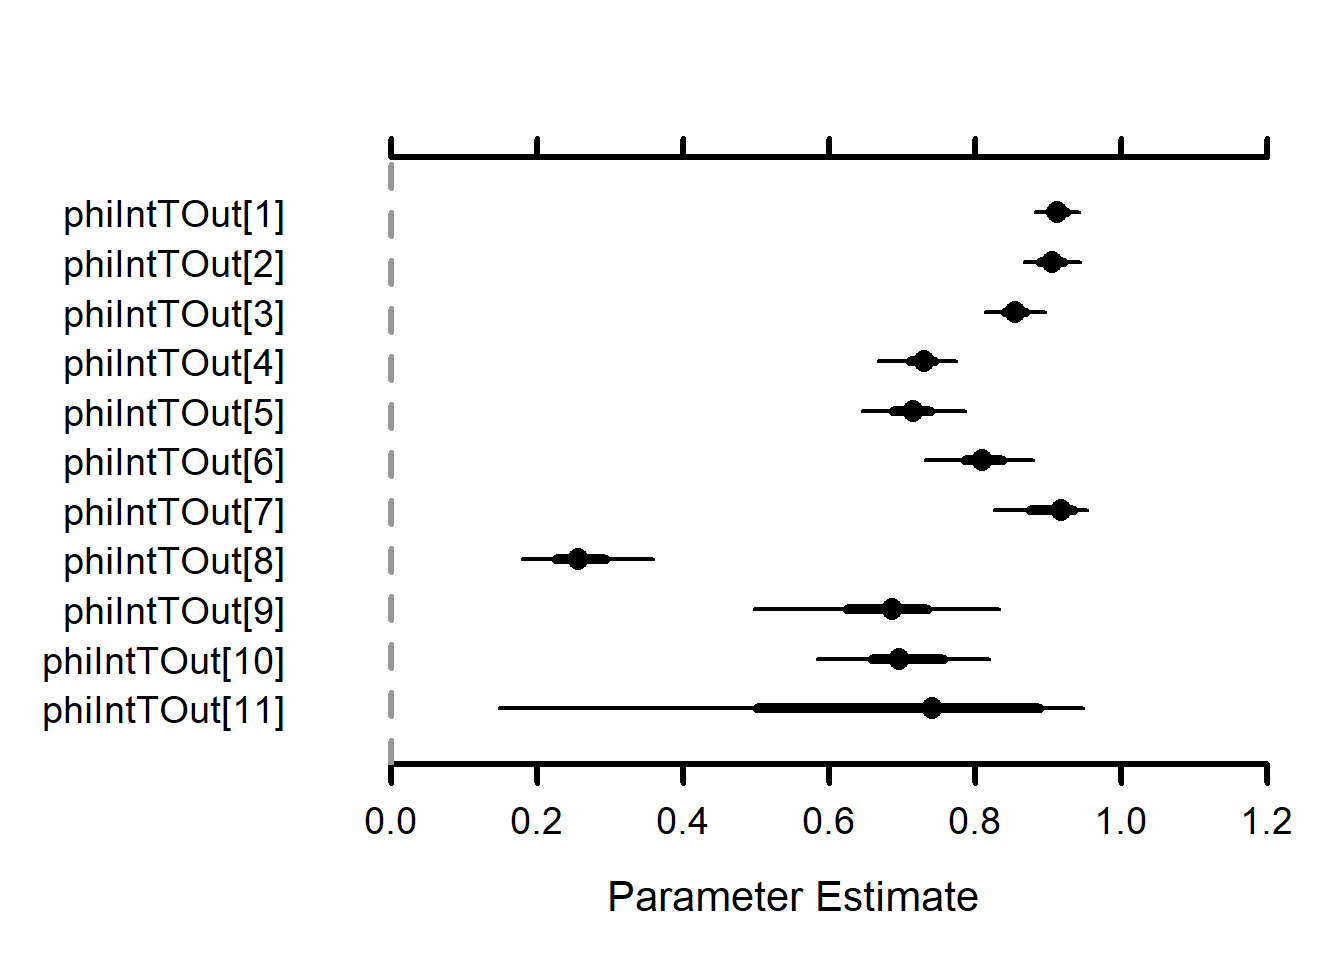 phiIntTOut[1]
phiIntTOut[2]
phiIntTOut[3]
phiIntTOut[4]
phiIntTOut[5]
phiIntTOut[6]
phiIntTOut[7]
phiIntTOut[8]
phiIntTOut[9]
phiIntTOut[10]
phiIntTOut[11]
0.0 0.2 0.4 0.6 0.8 1.0 1.2
Parameter Estimate